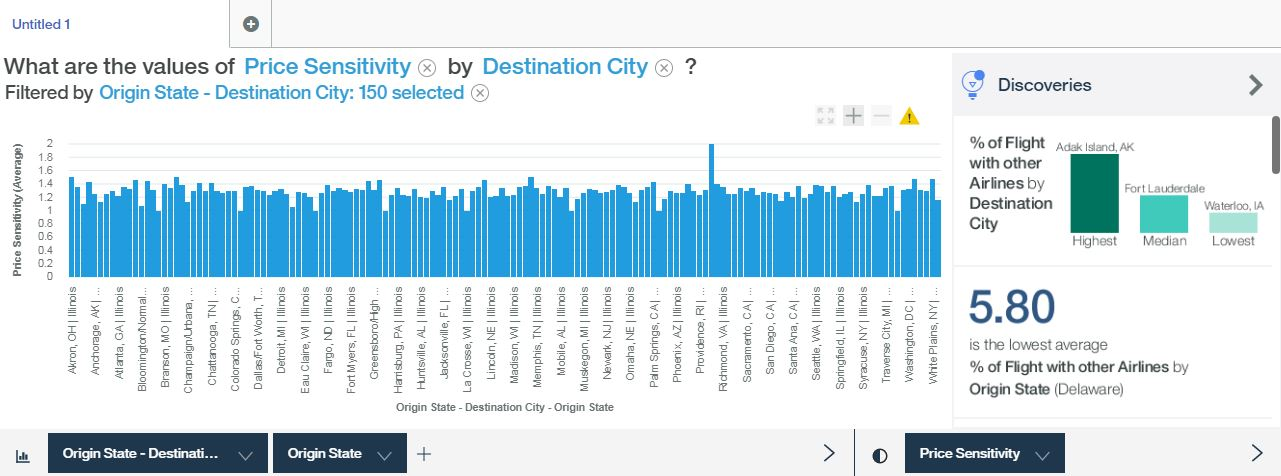 Untitled 1
What are the values of Price Sensitivity by Destination City ?
Filtered by Origin State - Destination City: 150 selected
Discoveries
Price Sensitivity (Average)
2
1.8
1.6
1.4
1.2
1
0.8
0.6
0.4
0.2
0
Akron, OH | Illinois
Anchorage, AK | ...
Atlanta, GA | Illinois
Bloomington/Normal...
Branson, MO | Illinois
Champaign/Urbana,...
Chattanooga, TN | ...
Colorado Springs, C...
Dallas/Fort Worth, T...
Detroit, MI | Illinois
Eau Claire, WI | Illinois
Fargo, ND | Illinois
Fort Myers, FL | Illinois
Greensboro/High ...
Harrisburg, PA | Illinois
Huntsville, AL | Illinois
Jacksonville, FL | ...
La Crosse, WI | Illinois
Lincoln, NE | Illinois
Madison, WI | Illinois
Memphis, TN | Illinois
Mobile, AL | Illinois
Muskegon, MI | Illinois
Newark, NJ | Illinois
Omaha, NE | Illinois
Palm Springs, CA | ...
Phoenix, AZ | Illinois
Providence, RI | ...
Richmond, VA | Illinois
Sacramento, CA | ...
San Diego, CA | ...
Santa Ana, CA | ...
Seattle, WA | Illinois
Springfield, IL | Illinois
Syracuse, NY | Illinois
Traverse City, MI | ...
Washington, DC | ...
White Plains, NY | ...
Origin State - Destination City - Origin State
% of Flight
with other
Airlines by
Destination
City
Adak Island, AK
Fort Lauderdale
Waterloo, IA
Highest
Median
Lowest
5.80
is the lowest average
% of Flight with other Airlines by
Origin State (Delaware)
Origin State - Destinati...
Origin State
Price Sensitivity